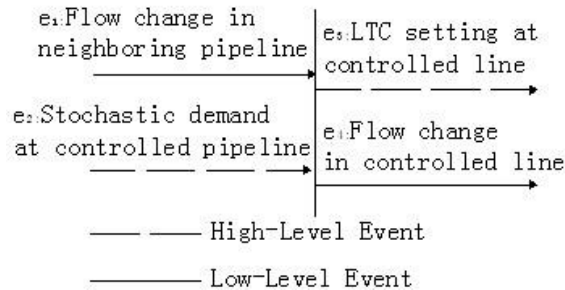 e₁:Flow change in
neighboring pipeline
e₃:LTC setting at
controlled line
e₂:Stochastic demand
at controlled pipeline
e₄:Flow change
in controlled line
High-Level Event
Low-Level Event